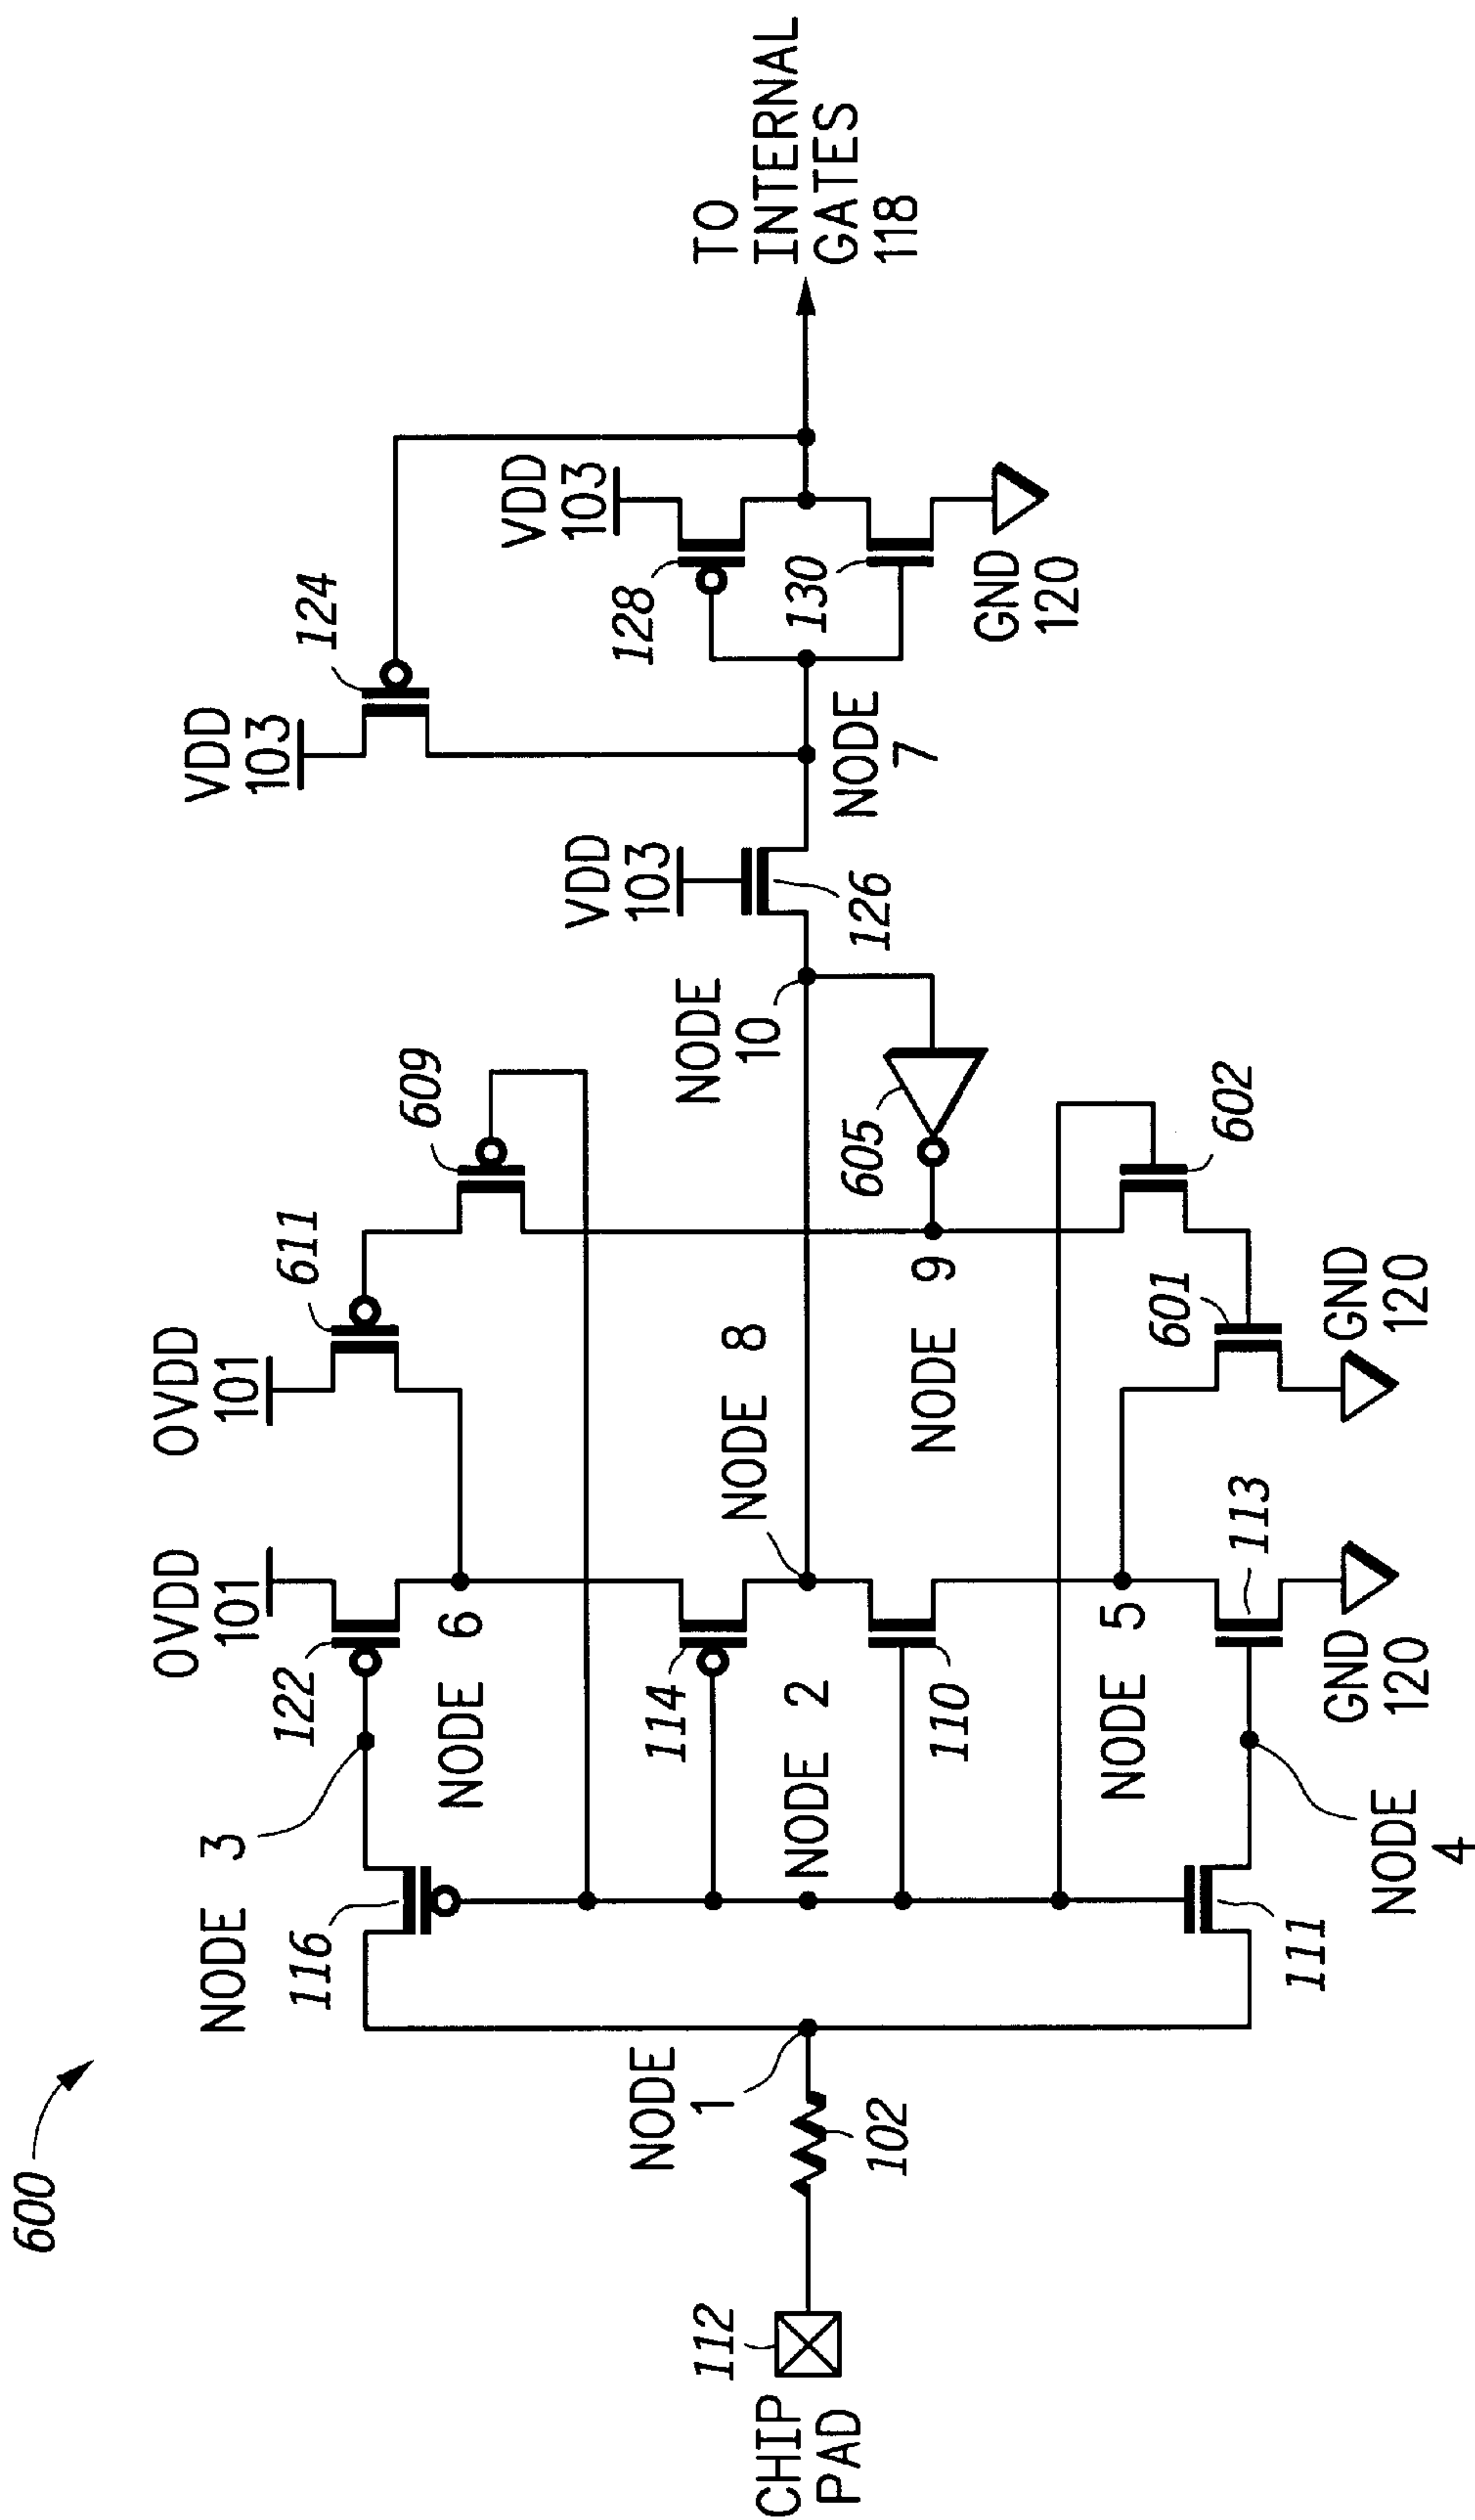 600
CHIP
PAD
112
102
NODE
1
NODE 3
116
111
NODE
4
NODE 2
OVDD
101
122
NODE 6
114
110
NODE 5
113
GND
120
OVDD
101
611
609
NODE 8
NODE 9
605
601
602
GND
120
NODE
10
VDD
103
126
NODE
7
VDD
103
124
VDD
103
128
130
GND
120
TO
INTERNAL
GATES
118